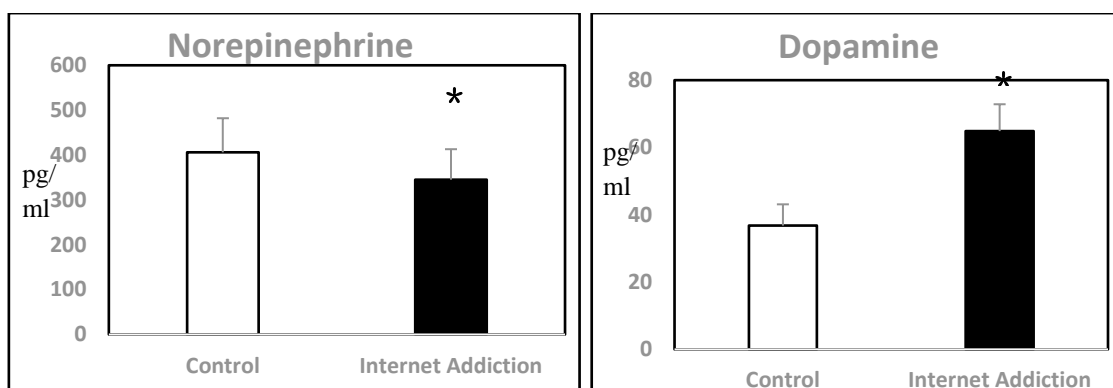 Norepinephrine
600
500
400
300
200
100
0
pg/
ml
*
Control
Internet Addiction
Dopamine
80
60
40
20
0
pg/
ml
*
Control
Internet Addiction